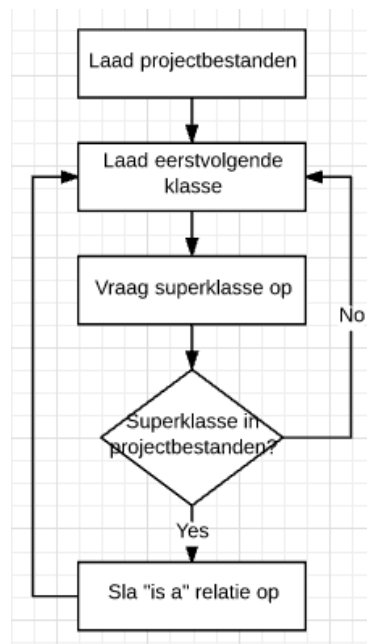 Laad projectbestanden
Laad eerstvolgende
klasse
Vraag superklasse op
No
Superklasse in
projectbestanden?
Yes
Sla "is a" relatie op